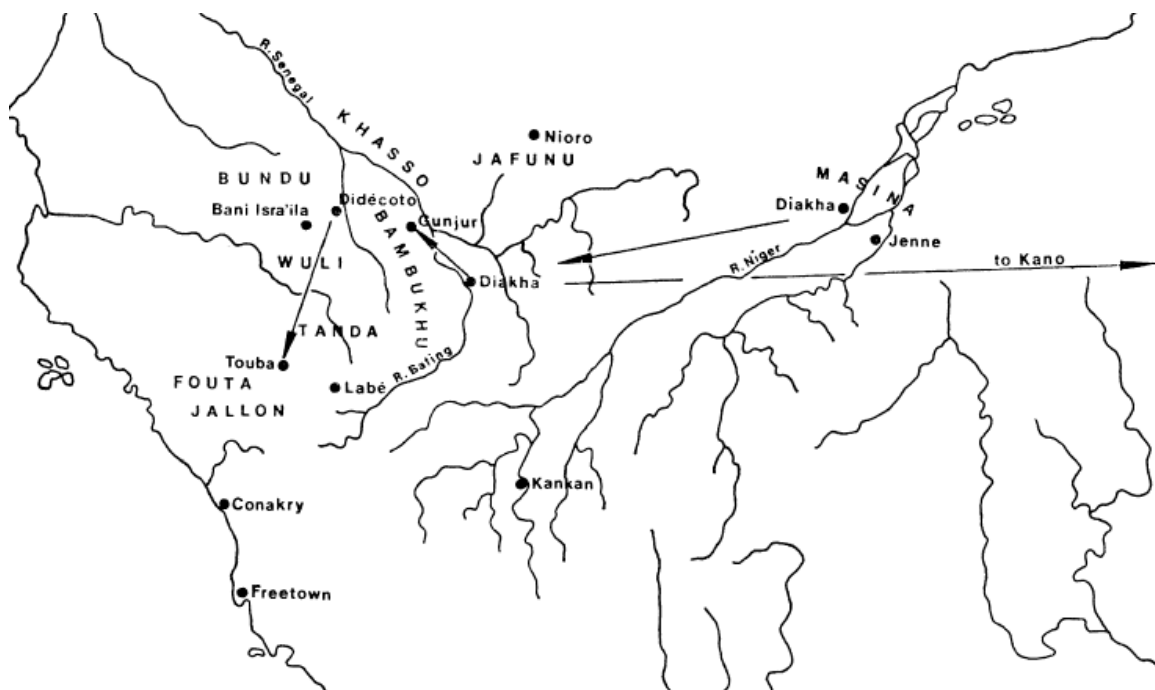 R. Senegal
KHASSO
Nioro
JAFUNU
MASINA
BUNDU
Didécoto
Bani Isra'ila
BAMBUKHU
Gunjur
Diakha
Jenne
WULI
Diakha
R. Niger
to Kano
TANDA
Touba
FOUTA
JALLON
Labé
R. Bafing
Kankan
Conakry
Freetown